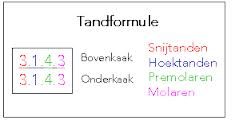 Tandformule
3.1.4.3 Bovenkaak
3.1.4.3 Onderkaak
Snijtanden
Hoektanden
Premolaren
Molaren